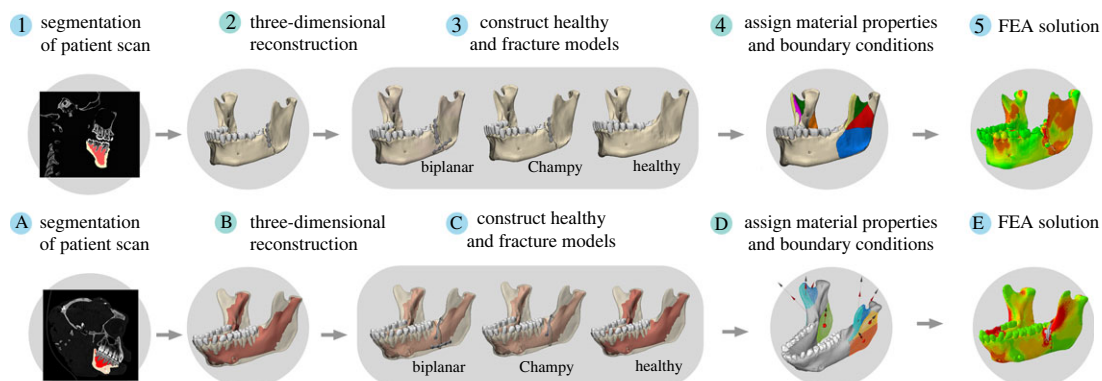 1 segmentation
of patient scan
2 three-dimensional
reconstruction
3 construct healthy
and fracture models
4 assign material properties
and boundary conditions
5 FEA solution
biplanar
Champy
healthy
A segmentation
of patient scan
B three-dimensional
reconstruction
C construct healthy
and fracture models
D assign material properties
and boundary conditions
E FEA solution
biplanar
Champy
healthy